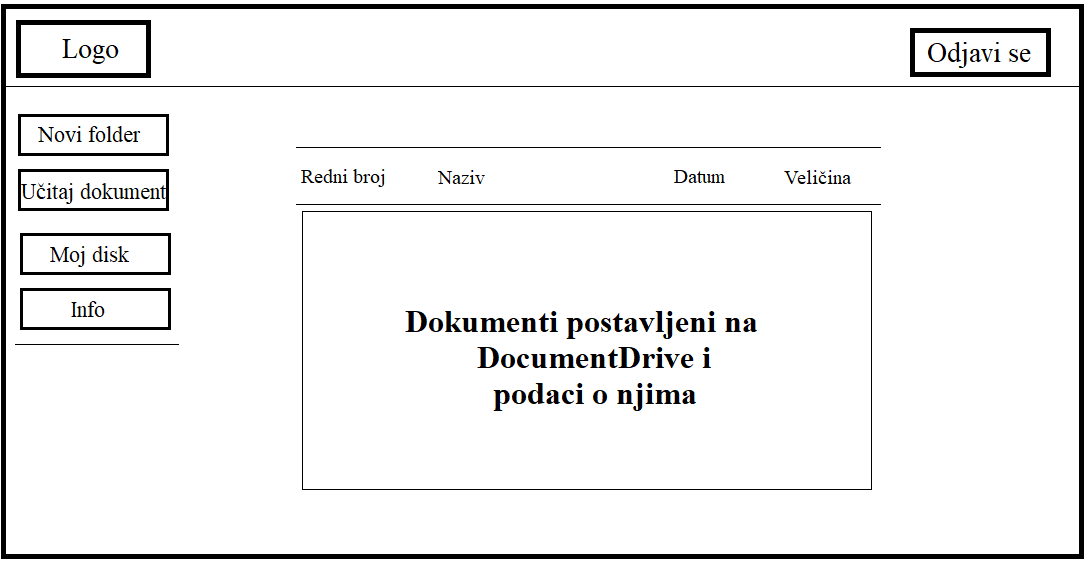 Logo
Odjavi se
Novi folder
Učitaj dokument
Moj disk
Info
Redni broj Naziv Datum Veličina
Dokumenti postavljeni na
DocumentDrive i
podaci o njima